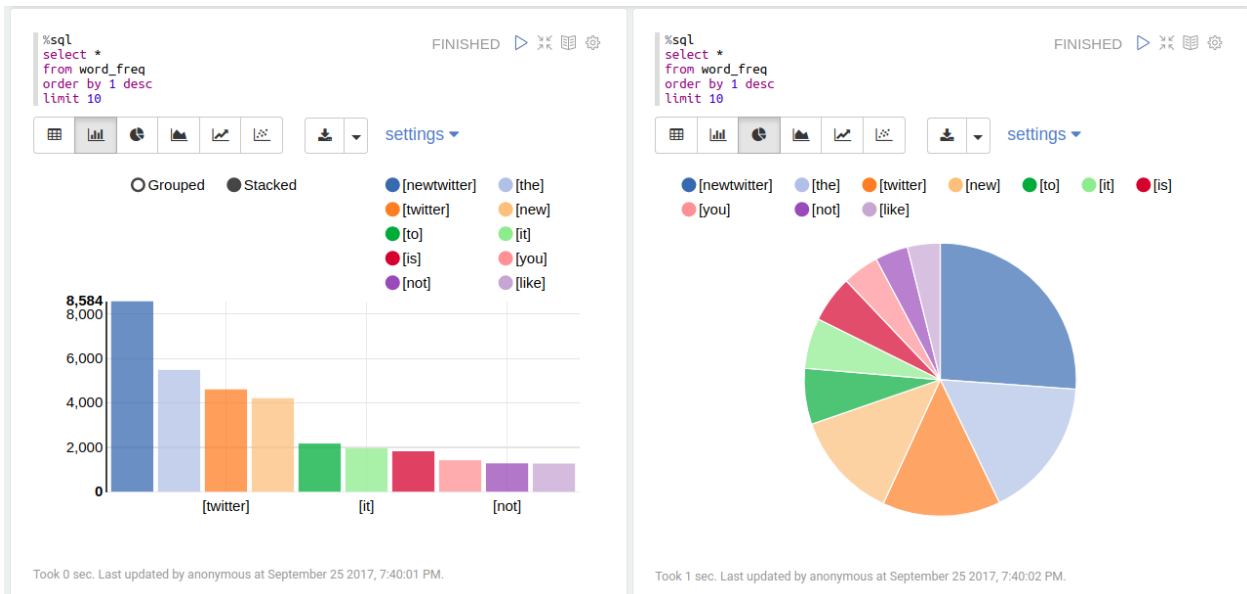 %sql
select *
from word_freq
order by 1 desc
limit 10
FINISHED
settings
Grouped Stacked
[newtwitter] [the]
[twitter] [new]
[to] [it]
[is] [you]
[not] [like]
8,584
8,000
6,000
4,000
2,000
0
[twitter] [it] [not]
Took 0 sec. Last updated by anonymous at September 25 2017, 7:40:01 PM.
%sql
select *
from word_freq
order by 1 desc
limit 10
FINISHED
settings
[newtwitter] [the] [twitter] [new] [to] [it] [is]
[you] [not] [like]
Took 1 sec. Last updated by anonymous at September 25 2017, 7:40:02 PM.